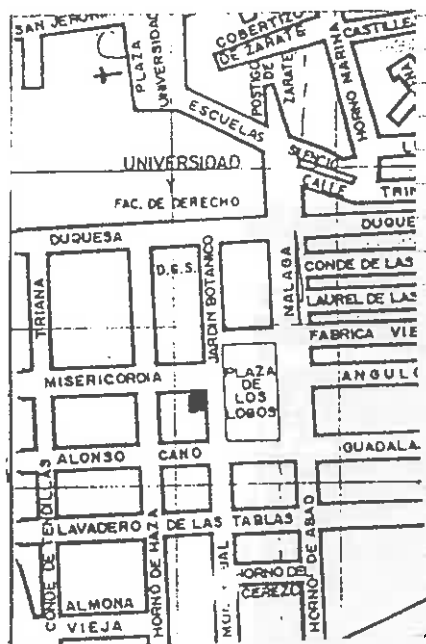 SAN JERONI
COBERTIZO
DE ZARATE
CASTILLE
PLAZA
UNIVERSIDAD
POSTIGO
DE
ZARATE
HORNO MARINA
ESCUELAS
SILENCIO
UNIVERSIDAD
CALLE
TRIN
FAC. DE DERECHO
DUQUESA
DUQUE
D.G.S.
JARDIN BOTANICO
MALAGA
CONDE DE LAS
TRIANA
LAUREL DE LAS
FABRICA VIE
MISERICORDIA
PLAZA
DE
LOS
LOBOS
ANGULO
ALONSO CANO
GUADALA
CONDE DE TENDILLAS
LAVADERO DE LAS TABLAS
HORNO DE HAZA
HORNO DE ABAD
HORNO DEL
CEREZO
ALMONA
VIEJA